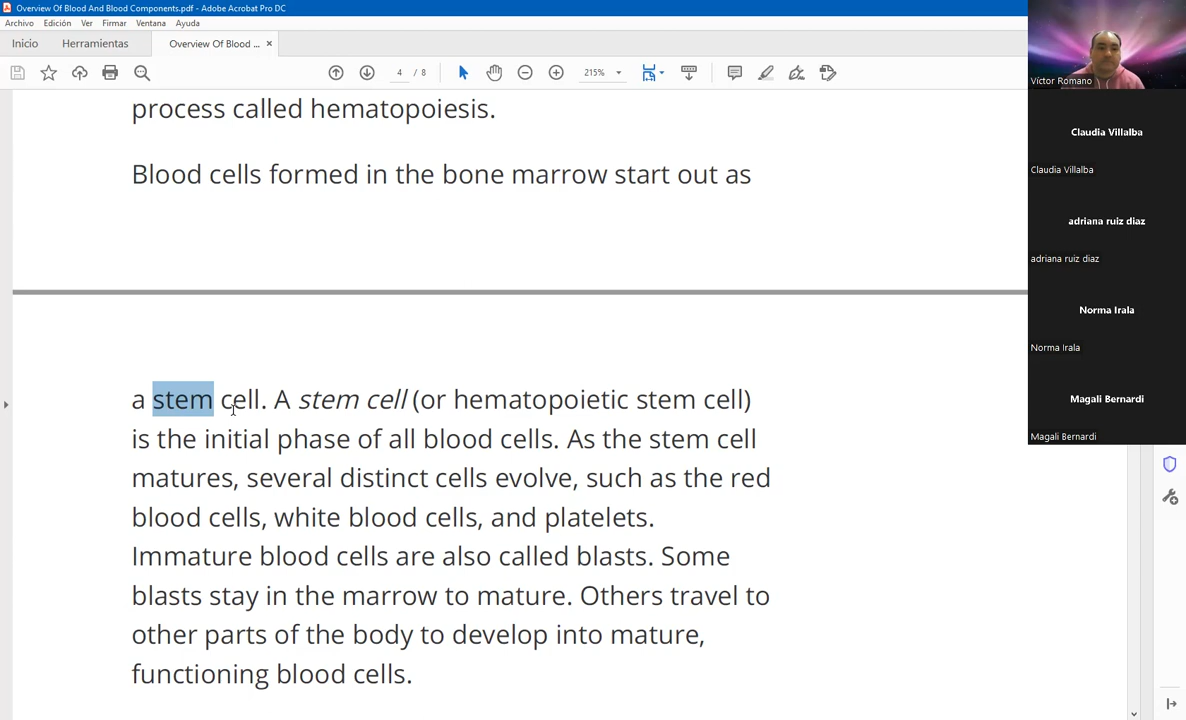 Overview Of Blood And Blood Components.pdf - Adobe Acrobat Pro DC
Archivo Edición Ver Firmar Ventana Ayuda
Inicio Herramientas Overview Of Blood ... ×
4 / 8 215%
process called hematopoiesis.
Blood cells formed in the bone marrow start out as
a stem cell. A stem cell (or hematopoietic stem cell)
is the initial phase of all blood cells. As the stem cell
matures, several distinct cells evolve, such as the red
blood cells, white blood cells, and platelets.
Immature blood cells are also called blasts. Some
blasts stay in the marrow to mature. Others travel to
other parts of the body to develop into mature,
functioning blood cells.
Víctor Romano
Claudia Villalba
Claudia Villalba
adriana ruiz diaz
adriana ruiz diaz
Norma Irala
Norma Irala
Magali Bernardi
Magali Bernardi